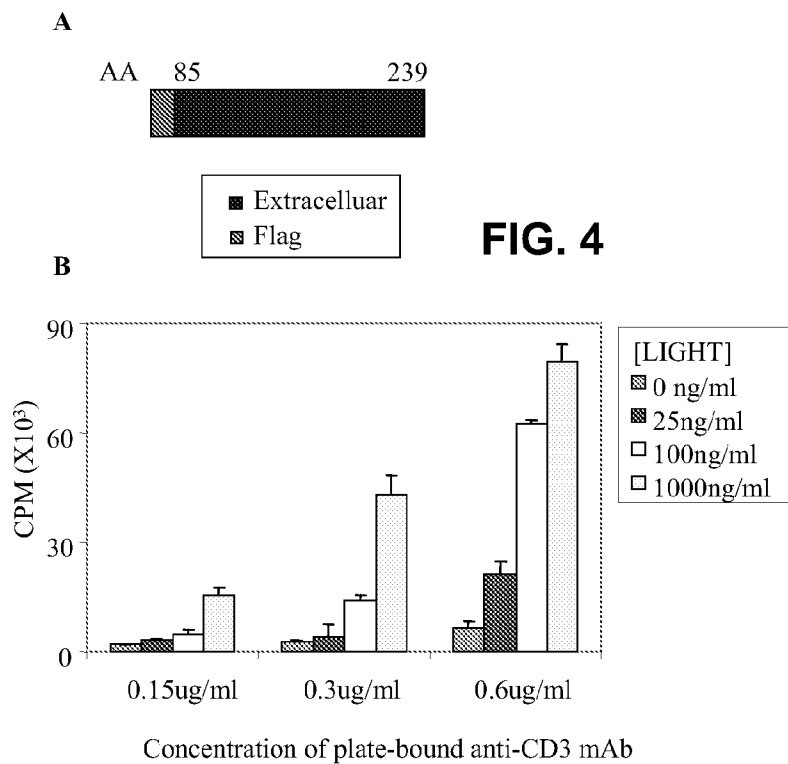 A
AA 85 239
Extracelluar
Flag
FIG. 4
B
90
60
30
0
CPM (X10³)
[LIGHT]
0 ng/ml
25ng/ml
100ng/ml
1000ng/ml
0.15ug/ml 0.3ug/ml 0.6ug/ml
Concentration of plate-bound anti-CD3 mAb